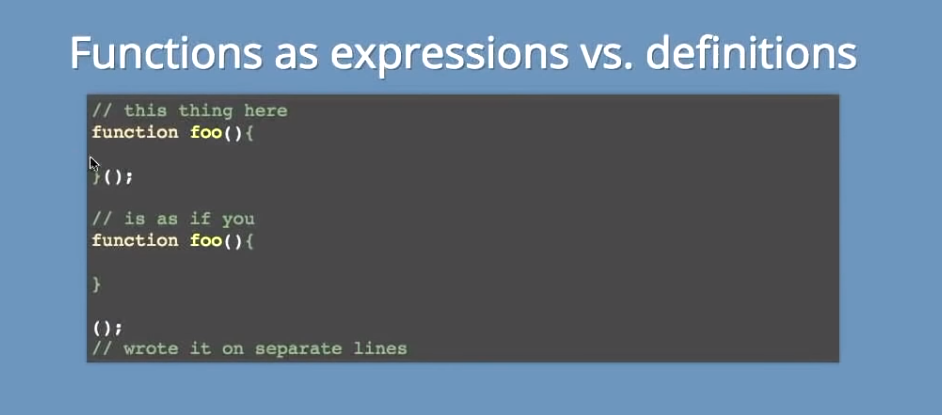 Functions as expressions vs. definitions
// this thing here
function foo(){
}();
// is as if you
function foo(){
}
();
// wrote it on separate lines